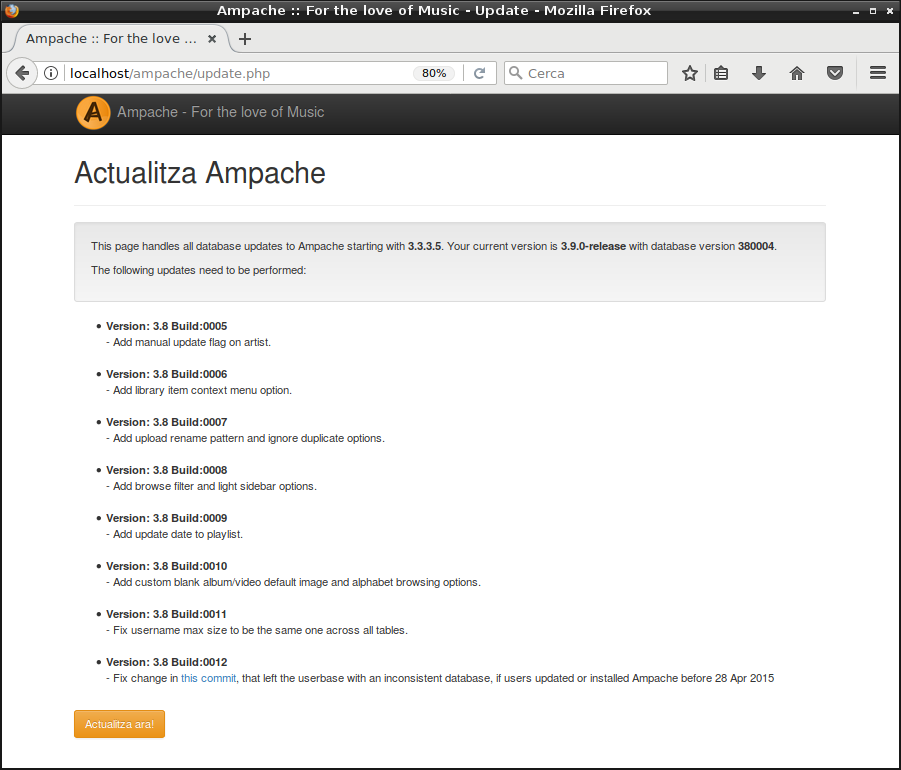 Ampache :: For the love of Music - Update - Mozilla Firefox
Ampache :: For the love ...
localhost/ampache/update.php
80%
Cerca
Ampache - For the love of Music
Actualitza Ampache
This page handles all database updates to Ampache starting with 3.3.3.5. Your current version is 3.9.0-release with database version 380004.
The following updates need to be performed:
• Version: 3.8 Build:0005
- Add manual update flag on artist.
• Version: 3.8 Build:0006
- Add library item context menu option.
• Version: 3.8 Build:0007
- Add upload rename pattern and ignore duplicate options.
• Version: 3.8 Build:0008
- Add browse filter and light sidebar options.
• Version: 3.8 Build:0009
- Add update date to playlist.
• Version: 3.8 Build:0010
- Add custom blank album/video default image and alphabet browsing options.
• Version: 3.8 Build:0011
- Fix username max size to be the same one across all tables.
• Version: 3.8 Build:0012
- Fix change in this commit, that left the userbase with an inconsistent database, if users updated or installed Ampache before 28 Apr 2015
Actualitza ara!